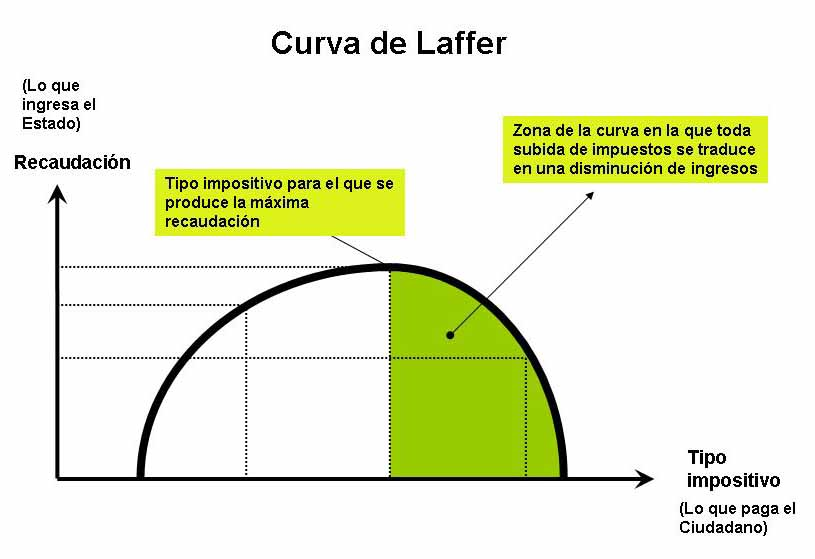 Curva de Laffer
(Lo que
ingresa el
Estado)
Recaudación
Tipo impositivo para el que se
produce la máxima
recaudación
Zona de la curva en la que toda
subida de impuestos se traduce
en una disminución de ingresos
Tipo
impositivo
(Lo que paga el
Ciudadano)